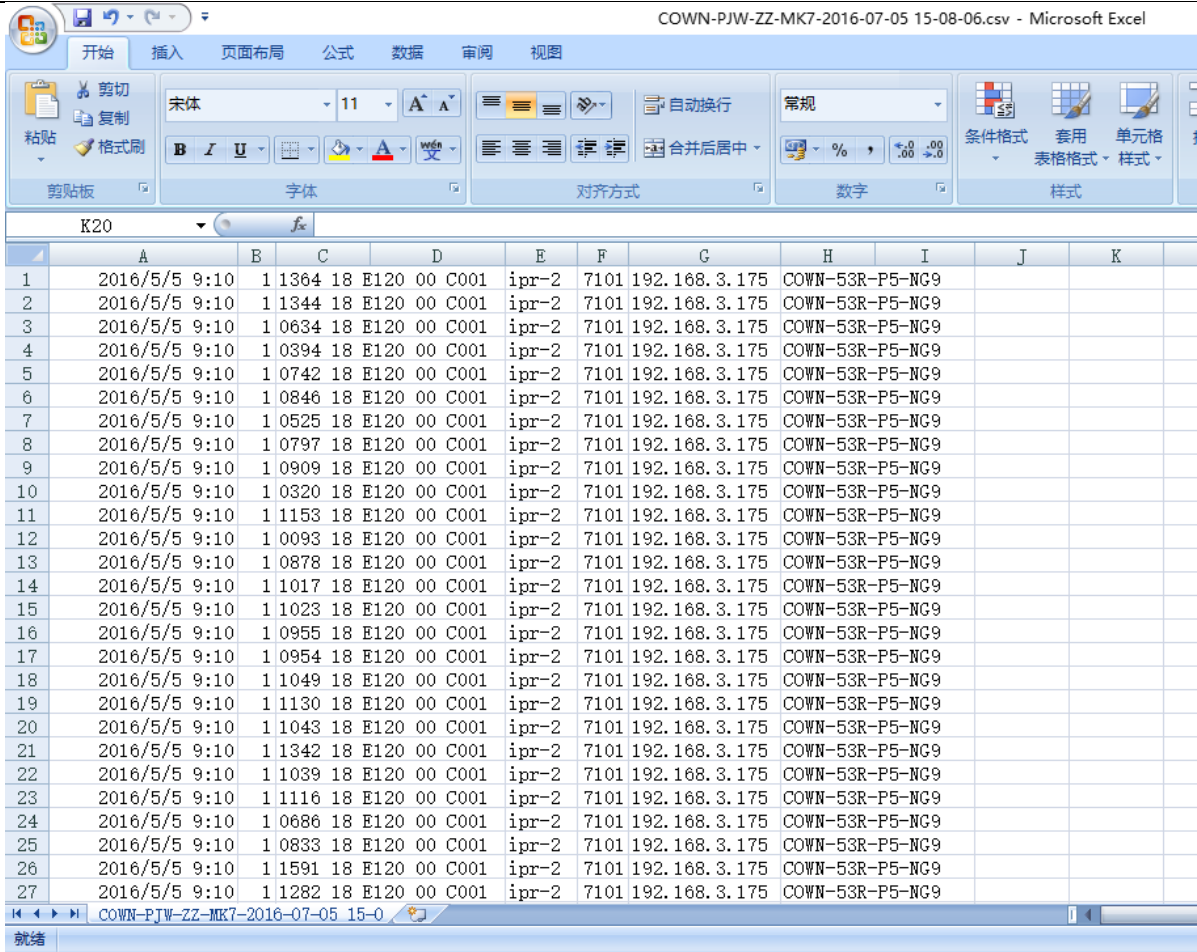 COWN-PJW-ZZ-MK7-2016-07-05 15-08-06.csv - Microsoft Excel
开始 插入 页面布局 公式 数据 审阅 视图
粘贴 剪切 复制 格式刷
宋体 11 自动换行 常规
B I U A 合并后居中 % , 条件格式 套用表格格式 单元格样式
剪贴板 字体 对齐方式 数字 样式
K20 fx
A B C D E F G H I J K
1 2016/5/5 9:10 1 1364 18 E120 00 C001 ipr-2 7101 192.168.3.175 COWN-53R-P5-NG9
2 2016/5/5 9:10 1 1344 18 E120 00 C001 ipr-2 7101 192.168.3.175 COWN-53R-P5-NG9
3 2016/5/5 9:10 1 0634 18 E120 00 C001 ipr-2 7101 192.168.3.175 COWN-53R-P5-NG9
4 2016/5/5 9:10 1 0394 18 E120 00 C001 ipr-2 7101 192.168.3.175 COWN-53R-P5-NG9
5 2016/5/5 9:10 1 0742 18 E120 00 C001 ipr-2 7101 192.168.3.175 COWN-53R-P5-NG9
6 2016/5/5 9:10 1 0846 18 E120 00 C001 ipr-2 7101 192.168.3.175 COWN-53R-P5-NG9
7 2016/5/5 9:10 1 0525 18 E120 00 C001 ipr-2 7101 192.168.3.175 COWN-53R-P5-NG9
8 2016/5/5 9:10 1 0797 18 E120 00 C001 ipr-2 7101 192.168.3.175 COWN-53R-P5-NG9
9 2016/5/5 9:10 1 0909 18 E120 00 C001 ipr-2 7101 192.168.3.175 COWN-53R-P5-NG9
10 2016/5/5 9:10 1 0320 18 E120 00 C001 ipr-2 7101 192.168.3.175 COWN-53R-P5-NG9
11 2016/5/5 9:10 1 1153 18 E120 00 C001 ipr-2 7101 192.168.3.175 COWN-53R-P5-NG9
12 2016/5/5 9:10 1 0093 18 E120 00 C001 ipr-2 7101 192.168.3.175 COWN-53R-P5-NG9
13 2016/5/5 9:10 1 0878 18 E120 00 C001 ipr-2 7101 192.168.3.175 COWN-53R-P5-NG9
14 2016/5/5 9:10 1 1017 18 E120 00 C001 ipr-2 7101 192.168.3.175 COWN-53R-P5-NG9
15 2016/5/5 9:10 1 1023 18 E120 00 C001 ipr-2 7101 192.168.3.175 COWN-53R-P5-NG9
16 2016/5/5 9:10 1 0955 18 E120 00 C001 ipr-2 7101 192.168.3.175 COWN-53R-P5-NG9
17 2016/5/5 9:10 1 0954 18 E120 00 C001 ipr-2 7101 192.168.3.175 COWN-53R-P5-NG9
18 2016/5/5 9:10 1 1049 18 E120 00 C001 ipr-2 7101 192.168.3.175 COWN-53R-P5-NG9
19 2016/5/5 9:10 1 1130 18 E120 00 C001 ipr-2 7101 192.168.3.175 COWN-53R-P5-NG9
20 2016/5/5 9:10 1 1043 18 E120 00 C001 ipr-2 7101 192.168.3.175 COWN-53R-P5-NG9
21 2016/5/5 9:10 1 1342 18 E120 00 C001 ipr-2 7101 192.168.3.175 COWN-53R-P5-NG9
22 2016/5/5 9:10 1 1039 18 E120 00 C001 ipr-2 7101 192.168.3.175 COWN-53R-P5-NG9
23 2016/5/5 9:10 1 1116 18 E120 00 C001 ipr-2 7101 192.168.3.175 COWN-53R-P5-NG9
24 2016/5/5 9:10 1 0686 18 E120 00 C001 ipr-2 7101 192.168.3.175 COWN-53R-P5-NG9
25 2016/5/5 9:10 1 0833 18 E120 00 C001 ipr-2 7101 192.168.3.175 COWN-53R-P5-NG9
26 2016/5/5 9:10 1 1591 18 E120 00 C001 ipr-2 7101 192.168.3.175 COWN-53R-P5-NG9
27 2016/5/5 9:10 1 1282 18 E120 00 C001 ipr-2 7101 192.168.3.175 COWN-53R-P5-NG9
COWN-PJW-ZZ-MK7-2016-07-05 15-0
就绪